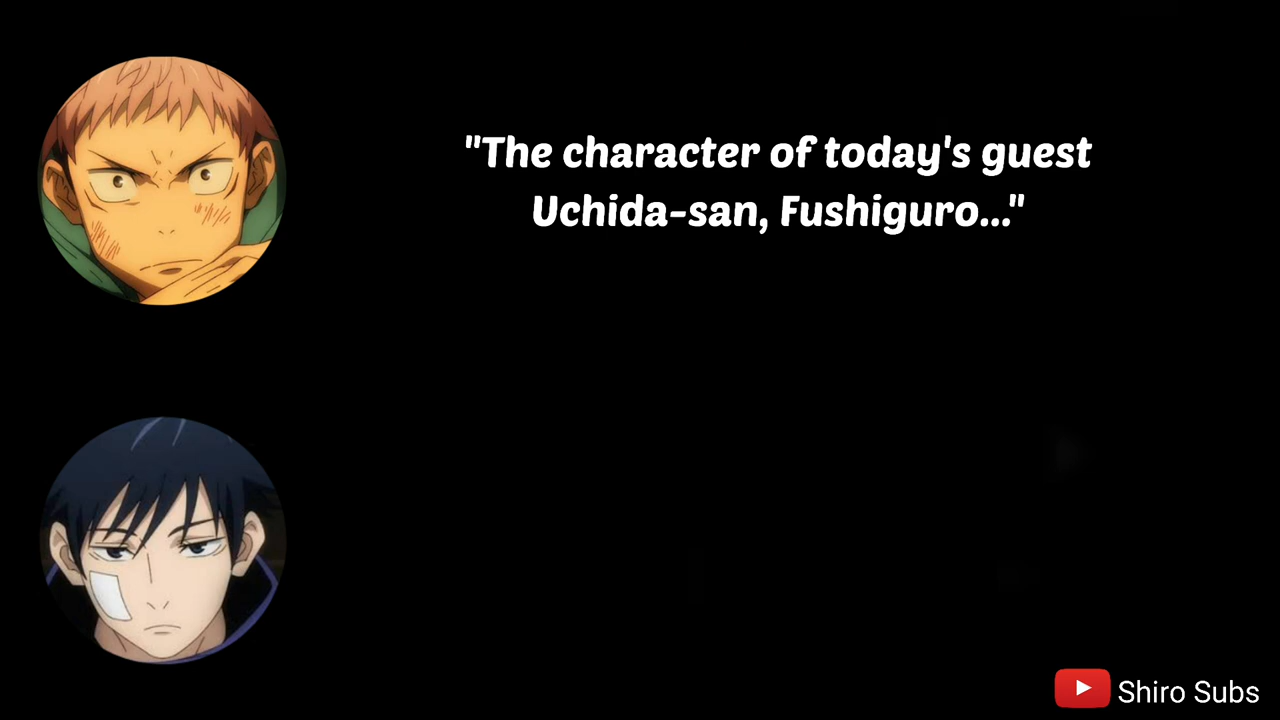 "The character of today's guest
Uchida-san, Fushiguro..."
Shiro Subs